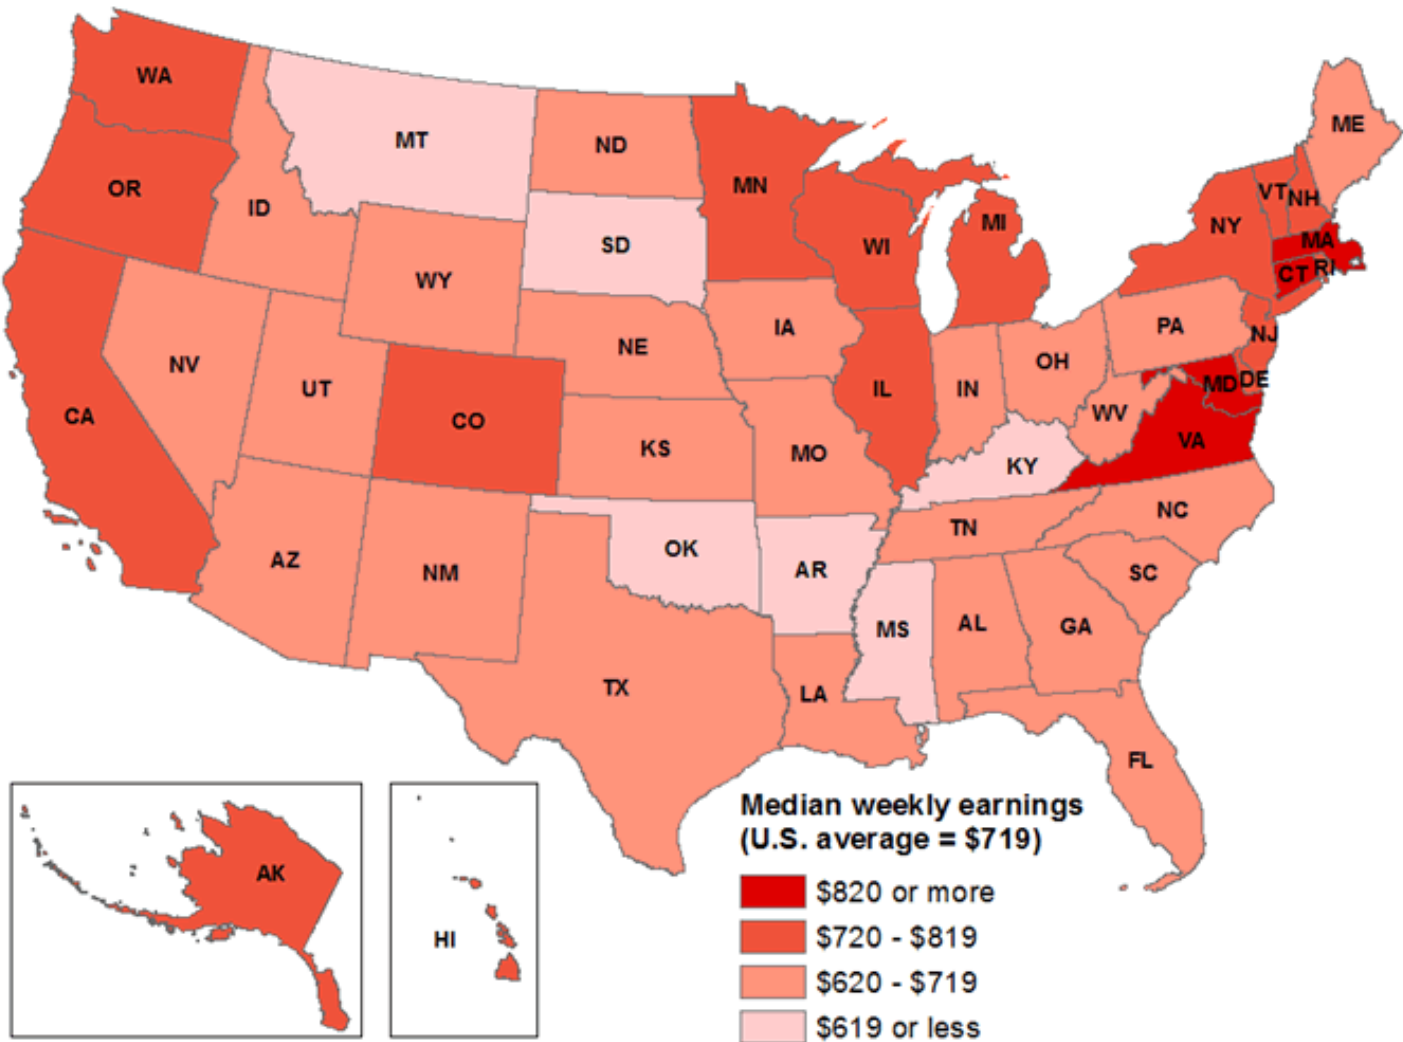 WA
MT
ND
ME
MN
OR
ID
VT
NH
MI
NY
SD
WI
MA
CT
RI
WY
IA
PA
NJ
NE
NV
OH
UT
IL
IN
MD
DE
CA
CO
WV
KS
MO
VA
KY
NC
TN
OK
AZ
NM
AR
SC
MS
AL
GA
TX
LA
FL
AK
HI
Median weekly earnings
(U.S. average = $719)
$820 or more
$720 - $819
$620 - $719
$619 or less